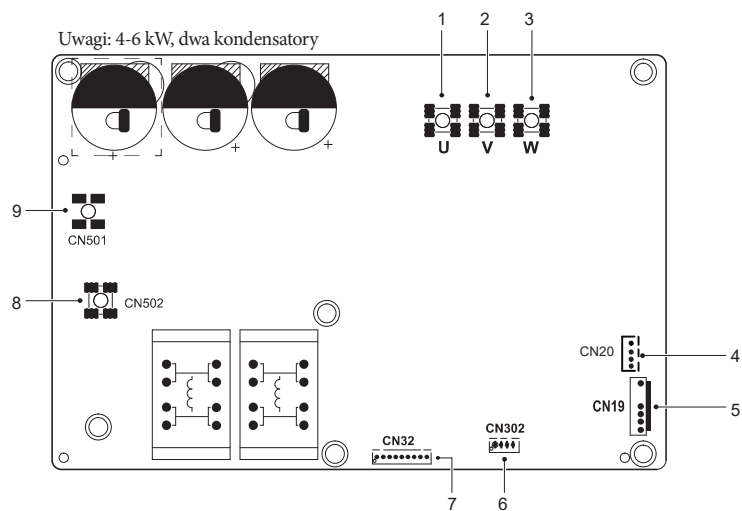 1 2 3
Uwagi: 4-6 kW, dwa kondensatory
+ + +
U V W
9
CN501
8 CN502
CN20 4
CN19 5
CN32 CN302
7 6